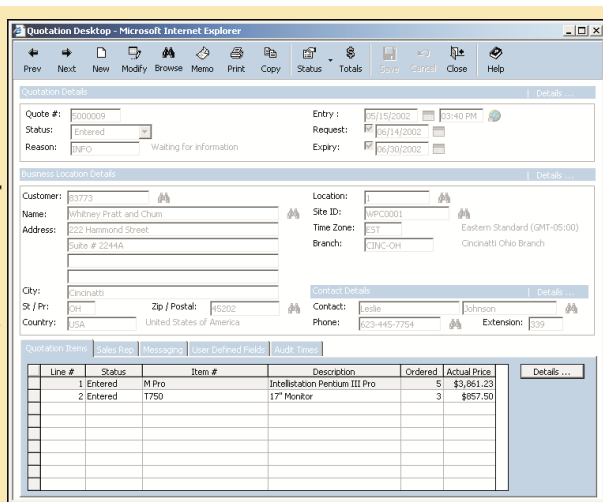 Quotation Desktop - Microsoft Internet Explorer
Prev Next New Modify Browse Memo Print Copy Status Totals Save Cancel Close Help
Quotation Details | Details ...
Quote #: 5000009 Entry : 05/15/2002 03:40 PM
Status: Entered Request: 06/14/2002
Reason: INFO Waiting for information Expiry: 06/30/2002
Business Location Details | Details ...
Customer: 83773 Location: 1
Name: Whitney Pratt and Chum Site ID: WPC0001
Address: 222 Hammond Street Time Zone: EST Eastern Standard (GMT-05:00)
Suite # 2244A Branch: CINC-OH Cincinatti Ohio Branch
City: Cincinatti Contact Details | Details ...
St / Pr: OH Zip / Postal: 45202 Contact: Leslie Johnson
Country: USA United States of America Phone: 623-445-7754 Extension: 339
Quotation Items Sales Rep Messaging User Defined Fields Audit Times
Line # Status Item # Description Ordered Actual Price Details ...
1 Entered M Pro Intellistation Pentium III Pro 5 $3,861.23
2 Entered T750 17" Monitor 3 $857.50